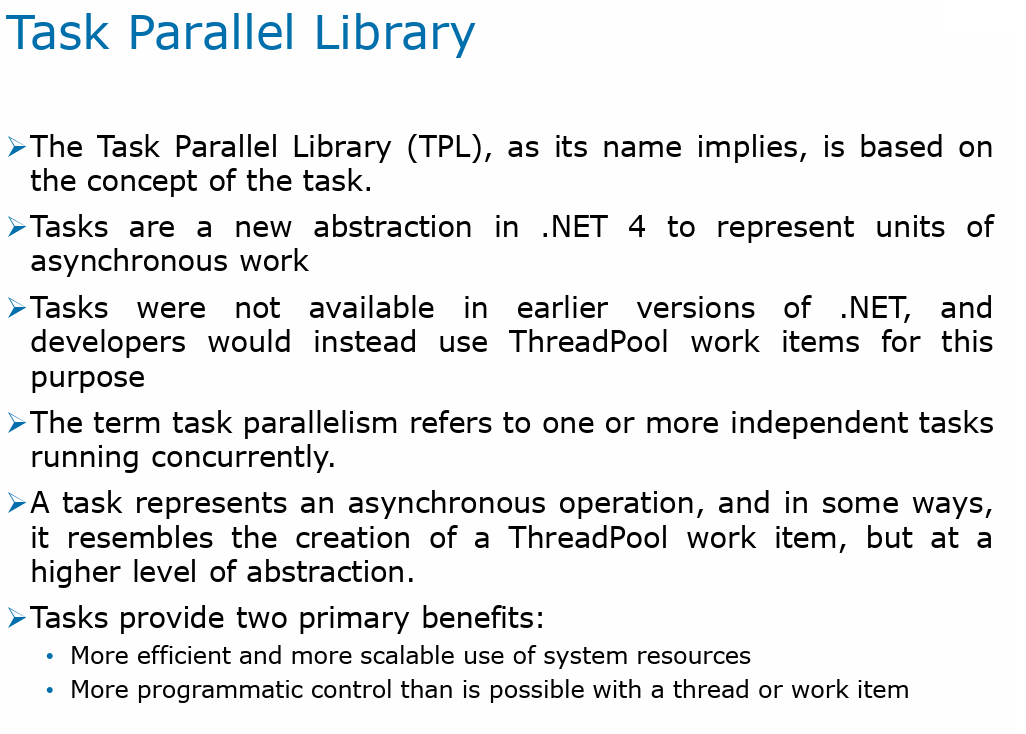 Task Parallel Library
➢The Task Parallel Library (TPL), as its name implies, is based on
the concept of the task.
➢Tasks are a new abstraction in .NET 4 to represent units of
asynchronous work
➢Tasks were not available in earlier versions of .NET, and
developers would instead use ThreadPool work items for this
purpose
➢The term task parallelism refers to one or more independent tasks
running concurrently.
➢A task represents an asynchronous operation, and in some ways,
it resembles the creation of a ThreadPool work item, but at a
higher level of abstraction.
➢Tasks provide two primary benefits:
• More efficient and more scalable use of system resources
• More programmatic control than is possible with a thread or work item